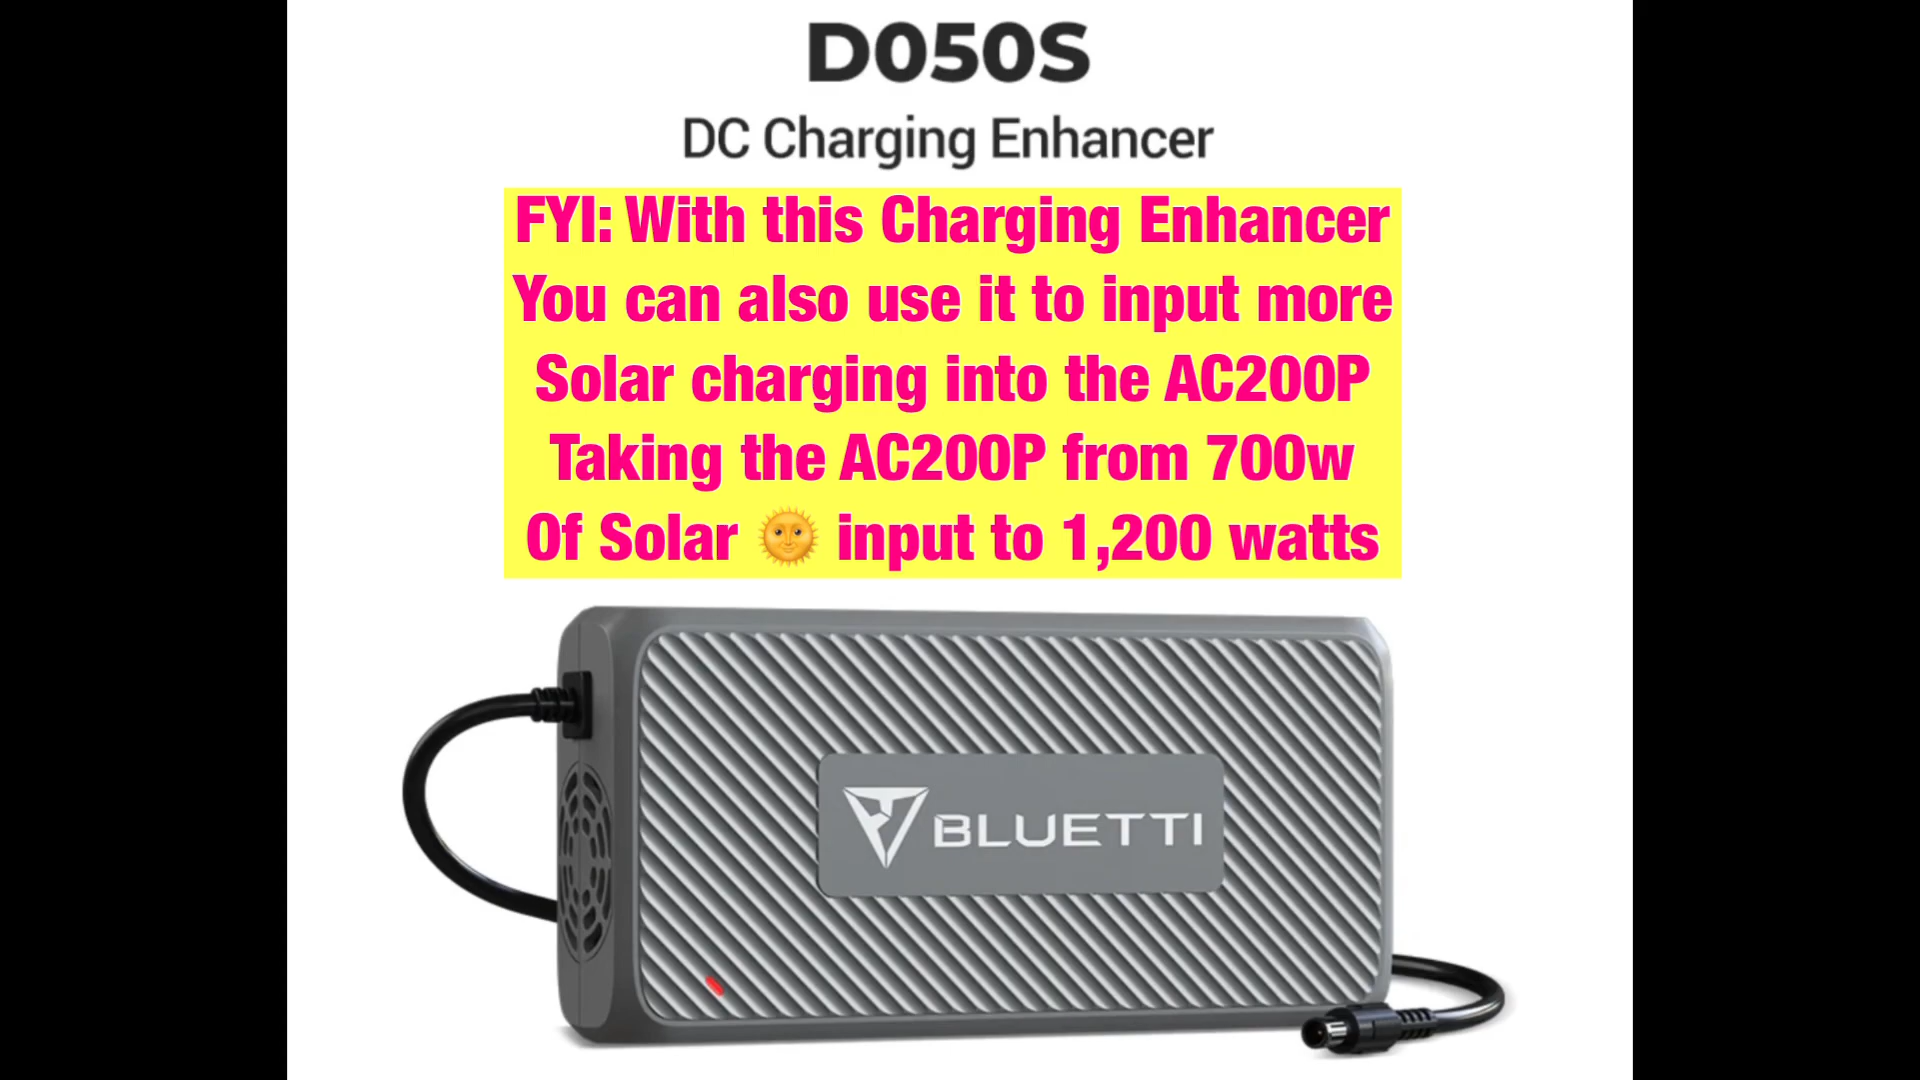 D050S
DC Charging Enhancer
FYI: With this Charging Enhancer
You can also use it to input more
Solar charging into the AC200P
Taking the AC200P from 700w
Of Solar 🌞 input to 1,200 watts
BLUETTI